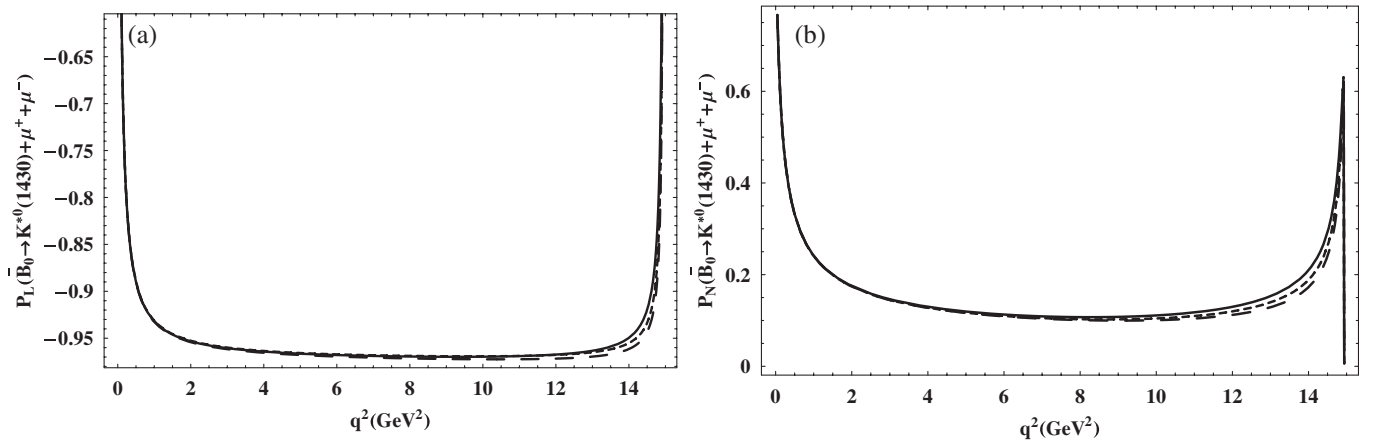 (a)
−0.65
−0.7
−0.75
−0.8
−0.85
−0.9
−0.95
0 2 4 6 8 10 12 14
q²(GeV²)
P_L(B̄₀→K*⁰(1430)+μ⁺+μ⁻)
(b)
0.6
0.4
0.2
0
0 2 4 6 8 10 12 14
q²(GeV²)
P_N(B̄₀→K*⁰(1430)+μ⁺+μ⁻)